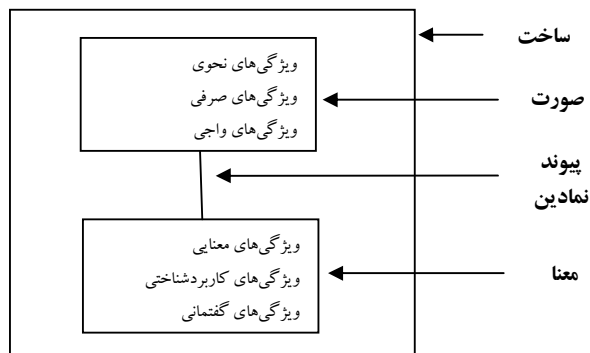 ساخت
ویژگی‌های نحوی
ویژگی‌های صرفی
ویژگی‌های واجی
صورت
پیوند
نمادین
ویژگی‌های معنایی
ویژگی‌های کاربردشناختی
ویژگی‌های گفتمانی
معنا